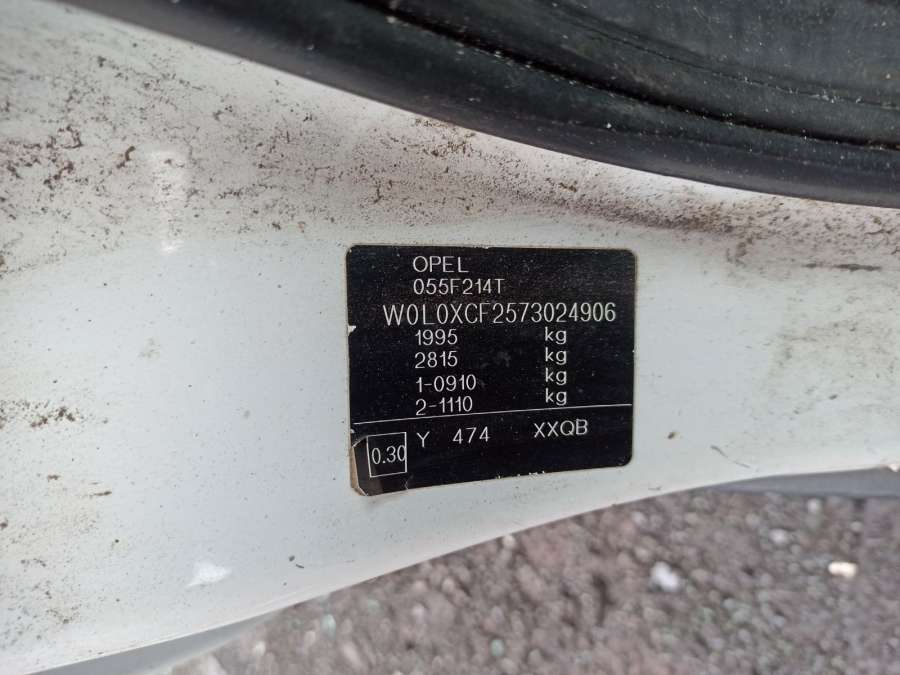 OPEL
055F214T
W0L0XCF2573024906
1995 kg
2815 kg
1-0910 kg
2-1110 kg
0.30 Y 474 XXQB